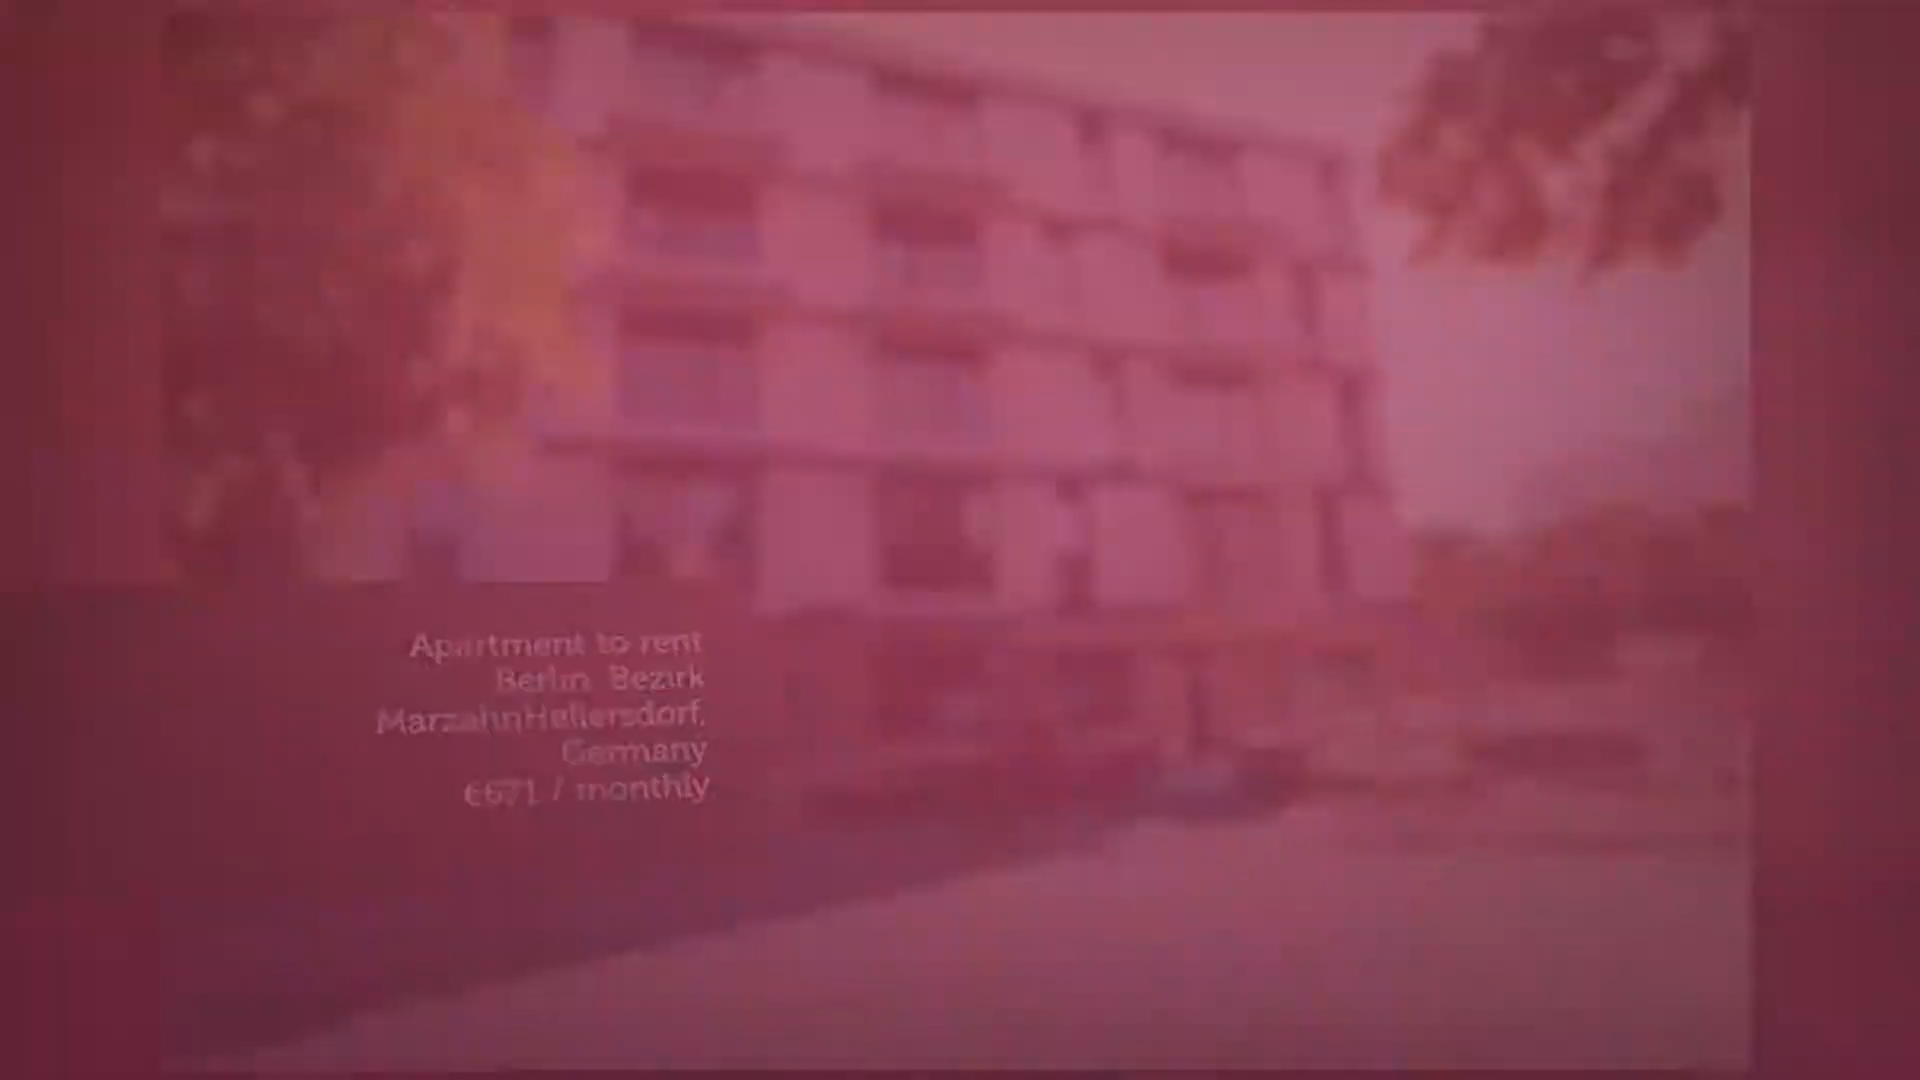 Apartment to rent
Berlin, Bezirk
MarzahnHellersdorf,
Germany
€671 / monthly